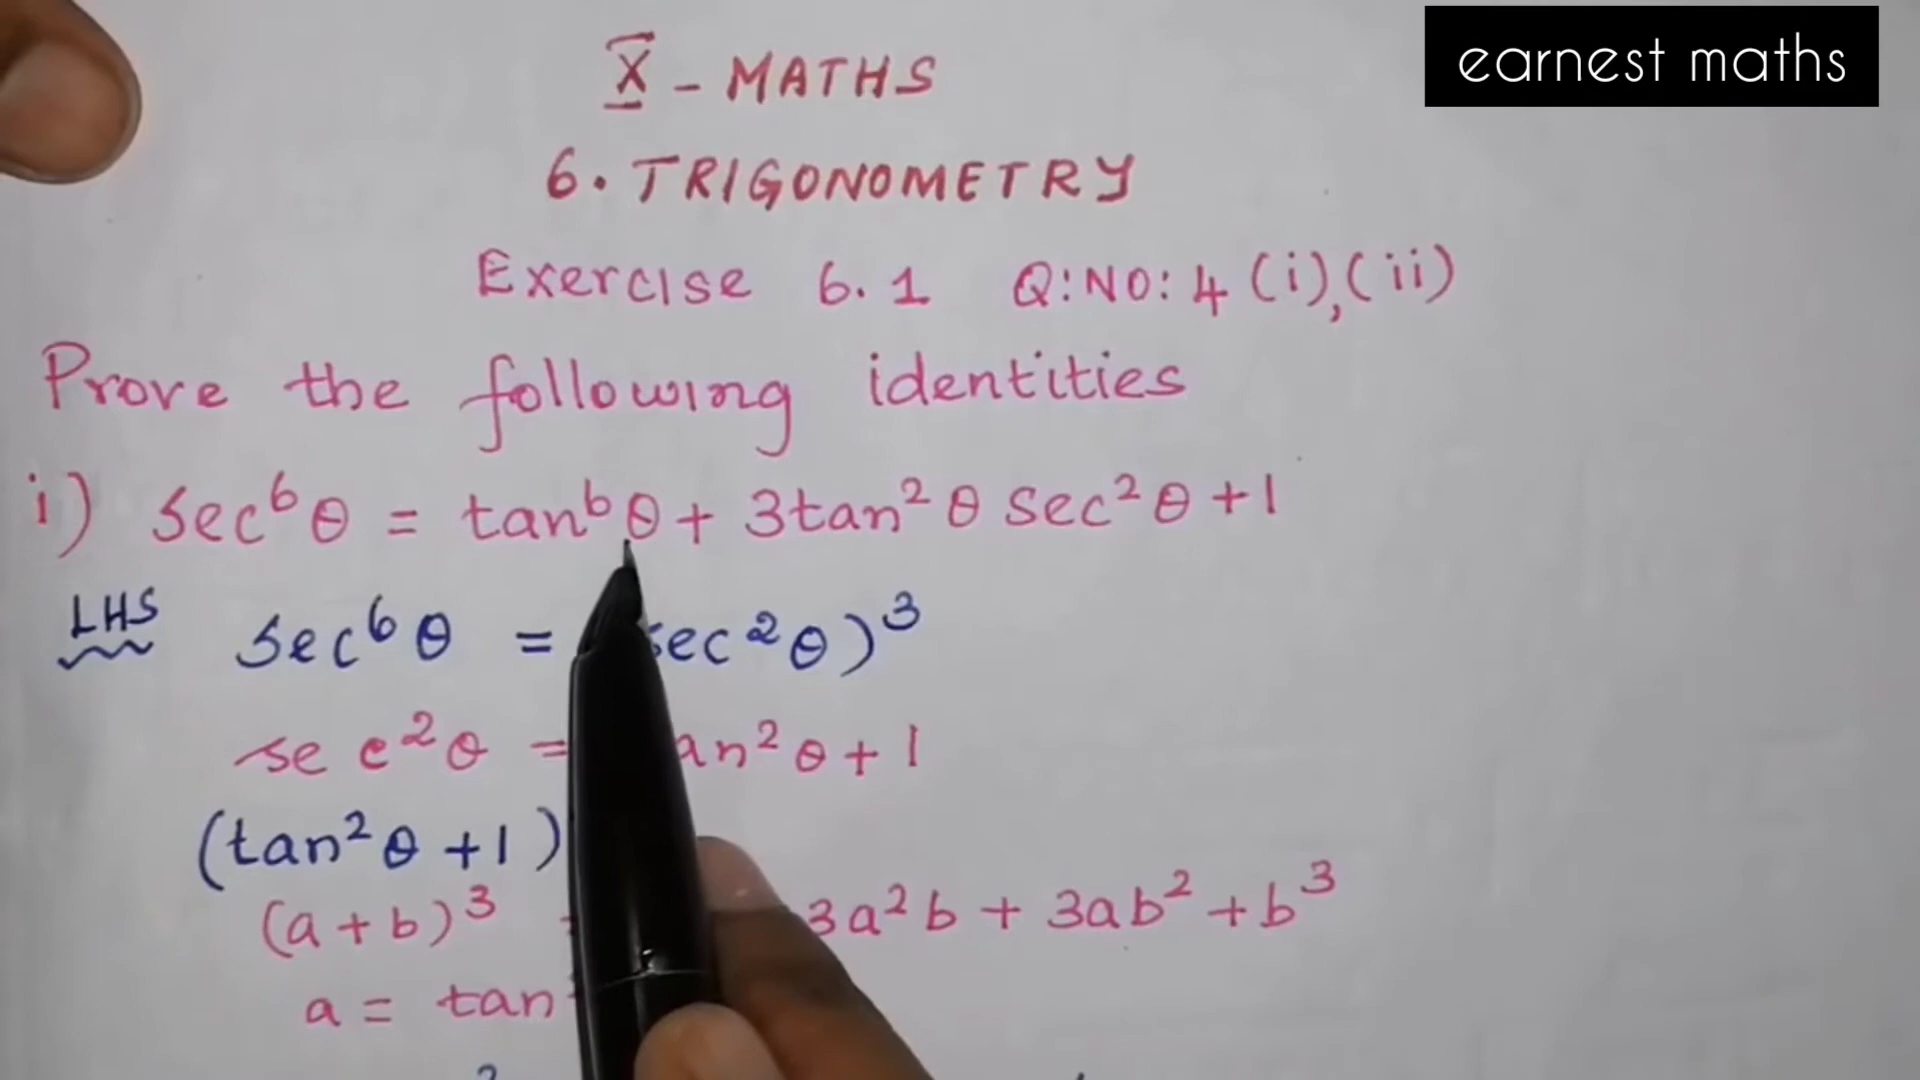 earnest maths
X - MATHS
6. TRIGONOMETRY
Exercise 6.1 Q:NO: 4 (i),(ii)
Prove the following identities
i) sec⁶θ = tan⁶θ + 3tan²θ sec²θ + 1
LHS sec⁶θ = sec²θ)³
sec²θ = an²θ + 1
(tan²θ + 1)
(a + b)³ 3a²b + 3ab² + b³
a = tan